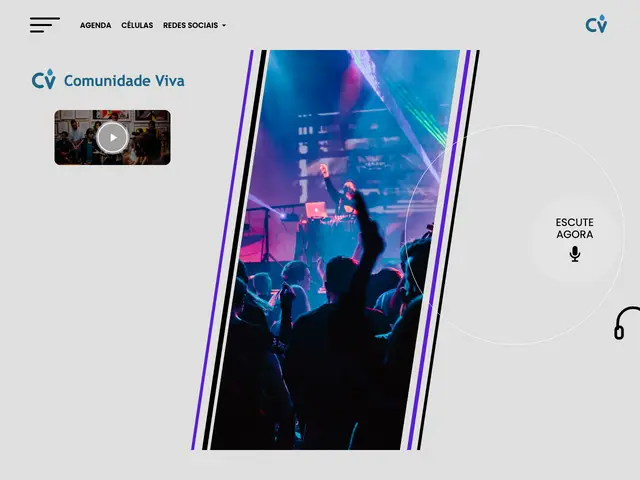 AGENDA
CÉLULAS
REDES SOCIAIS
CV
CV Comunidade Viva
ESCUTE
AGORA